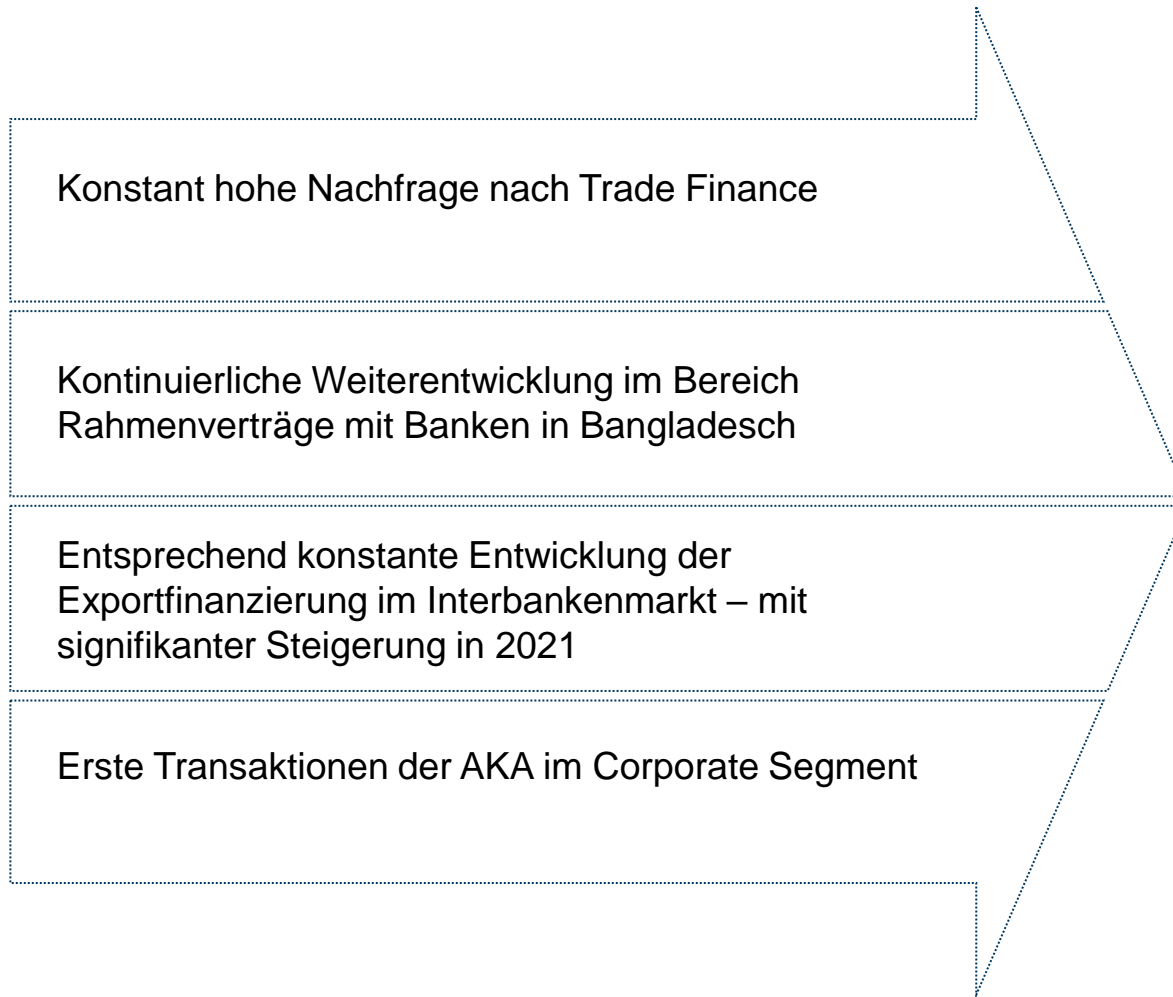 Konstant hohe Nachfrage nach Trade Finance
Kontinuierliche Weiterentwicklung im Bereich
Rahmenverträge mit Banken in Bangladesch
Entsprechend konstante Entwicklung der
Exportfinanzierung im Interbankenmarkt – mit
signifikanter Steigerung in 2021
Erste Transaktionen der AKA im Corporate Segment